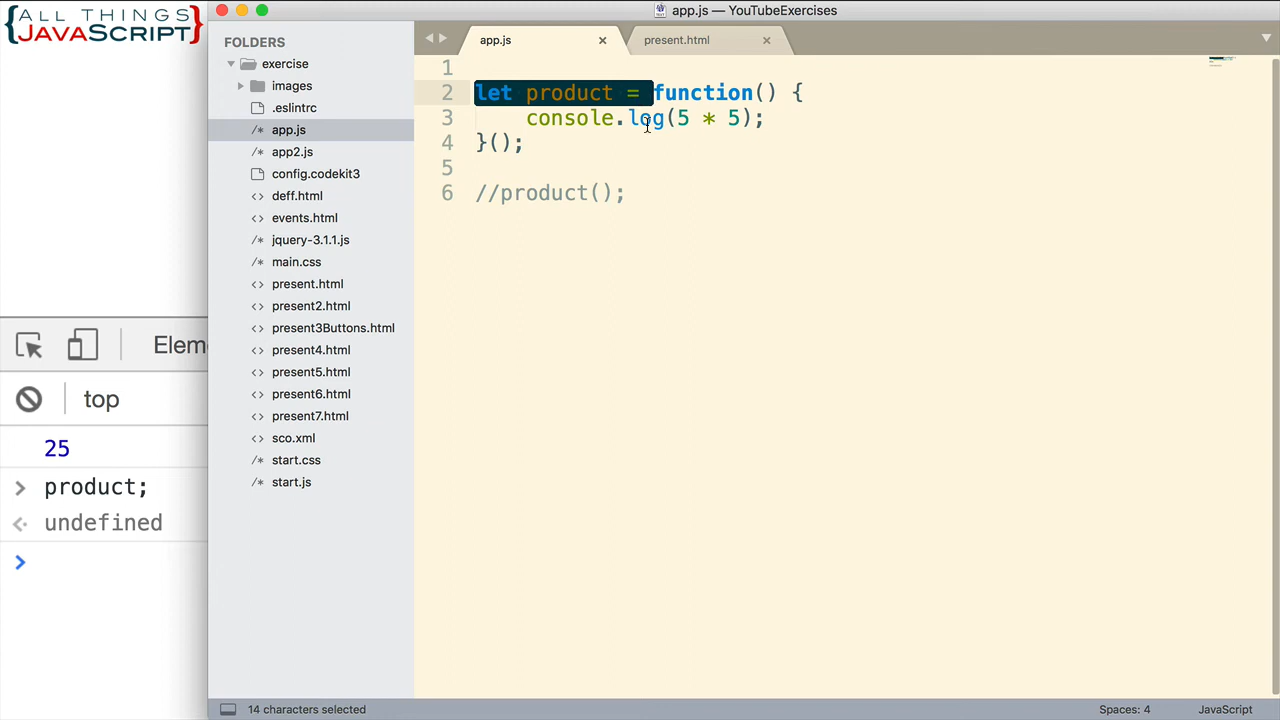 {ALL THINGS
JAVASCRIPT}
Elem
top
25
product;
undefined
app.js — YouTubeExercises
FOLDERS
exercise
images
.eslintrc
/* app.js
/* app2.js
config.codekit3
<> deff.html
<> events.html
/* jquery-3.1.1.js
/* main.css
<> present.html
<> present2.html
<> present3Buttons.html
<> present4.html
<> present5.html
<> present6.html
<> present7.html
sco.xml
/* start.css
/* start.js
app.js ×
present.html ×
1
2 let product = function() {
3 console.log(5 * 5);
4 }();
5
6 //product();
14 characters selected
Spaces: 4
JavaScript